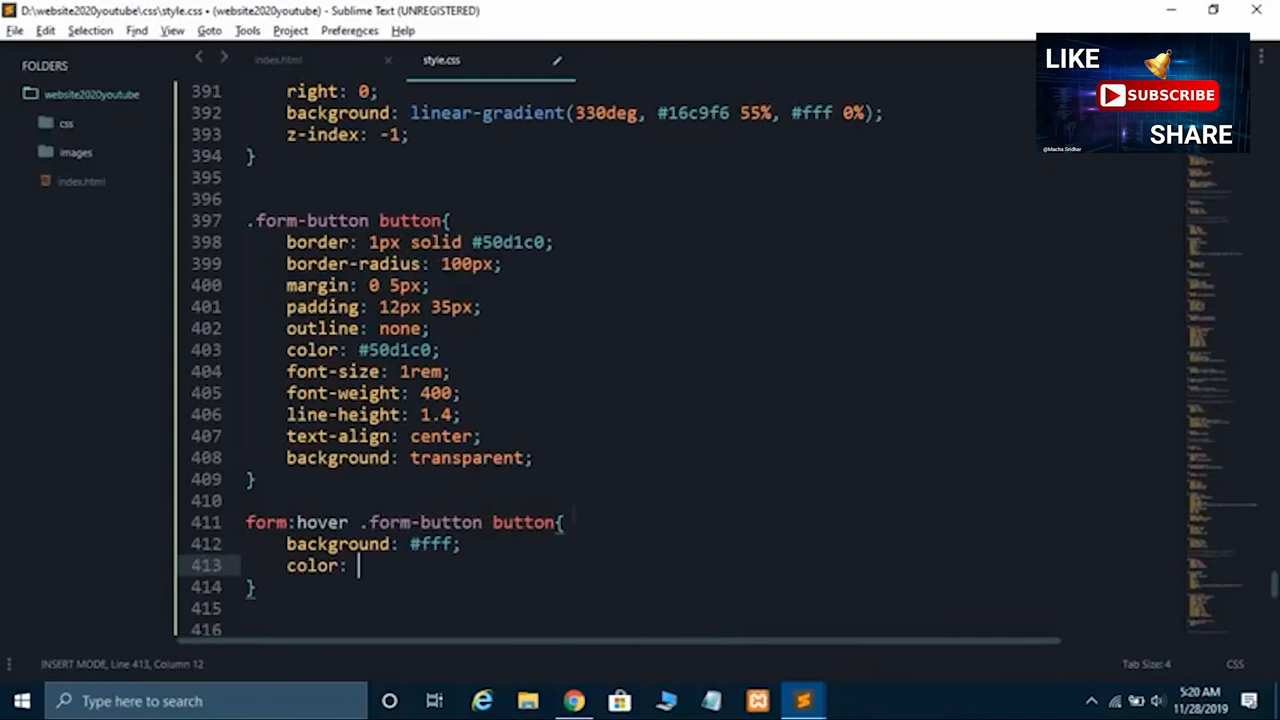 D:\website2020youtube\css\style.css • (website2020youtube) - Sublime Text (UNREGISTERED)
File Edit Selection Find View Goto Tools Project Preferences Help
FOLDERS
website2020youtube
css
images
index.html
index.html
style.css
LIKE
SUBSCRIBE
SHARE
@Macha Sridhar
391 right: 0;
392 background: linear-gradient(330deg, #16c9f6 55%, #fff 0%);
393 z-index: -1;
394 }
395
396
397 .form-button button{
398 border: 1px solid #50d1c0;
399 border-radius: 100px;
400 margin: 0 5px;
401 padding: 12px 35px;
402 outline: none;
403 color: #50d1c0;
404 font-size: 1rem;
405 font-weight: 400;
406 line-height: 1.4;
407 text-align: center;
408 background: transparent;
409 }
410
411 form:hover .form-button button{
412 background: #fff;
413 color:
414 }
415
416
INSERT MODE, Line 413, Column 12
Tab Size: 4
CSS
Type here to search
5:20 AM
11/28/2019